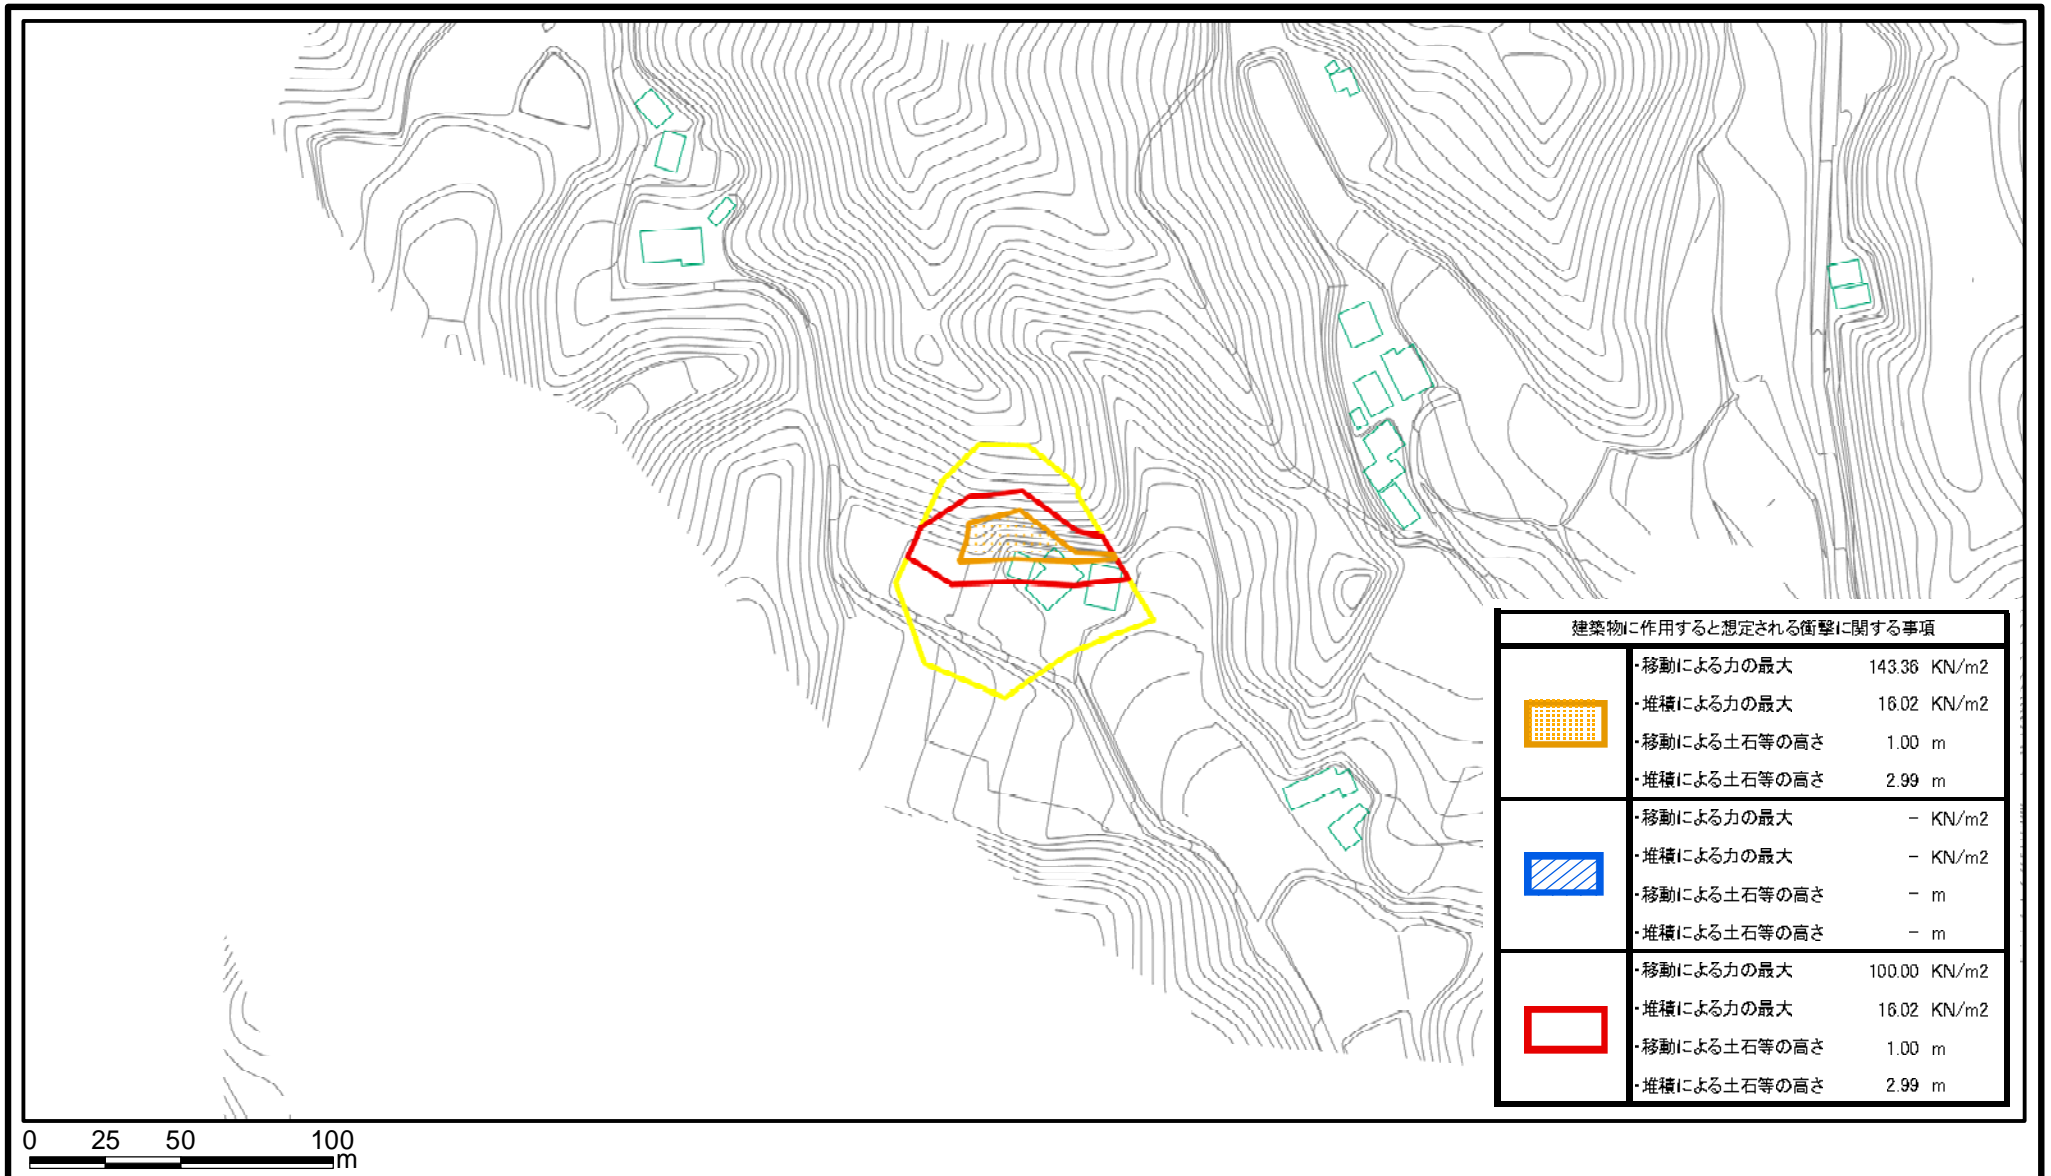 建築物に作用すると想定される衝撃に関する事項
・移動による力の最大 143.36 KN/m2
・堆積による力の最大 16.02 KN/m2
・移動による土石等の高さ 1.00 m
・堆積による土石等の高さ 2.99 m
・移動による力の最大 - KN/m2
・堆積による力の最大 - KN/m2
・移動による土石等の高さ - m
・堆積による土石等の高さ - m
・移動による力の最大 100.00 KN/m2
・堆積による力の最大 16.02 KN/m2
・移動による土石等の高さ 1.00 m
・堆積による土石等の高さ 2.99 m
0 25 50 100
m